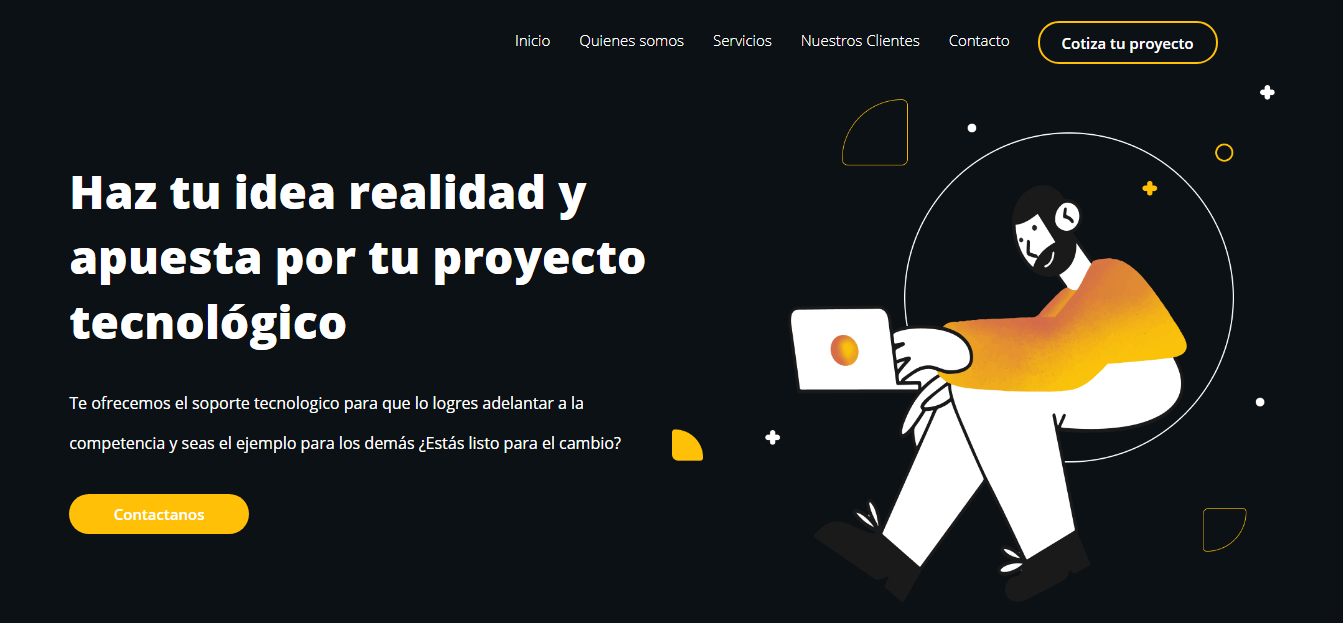 Inicio Quienes somos Servicios Nuestros Clientes Contacto Cotiza tu proyecto
Haz tu idea realidad y
apuesta por tu proyecto
tecnológico
Te ofrecemos el soporte tecnologico para que lo logres adelantar a la
competencia y seas el ejemplo para los demás ¿Estás listo para el cambio?
Contactanos